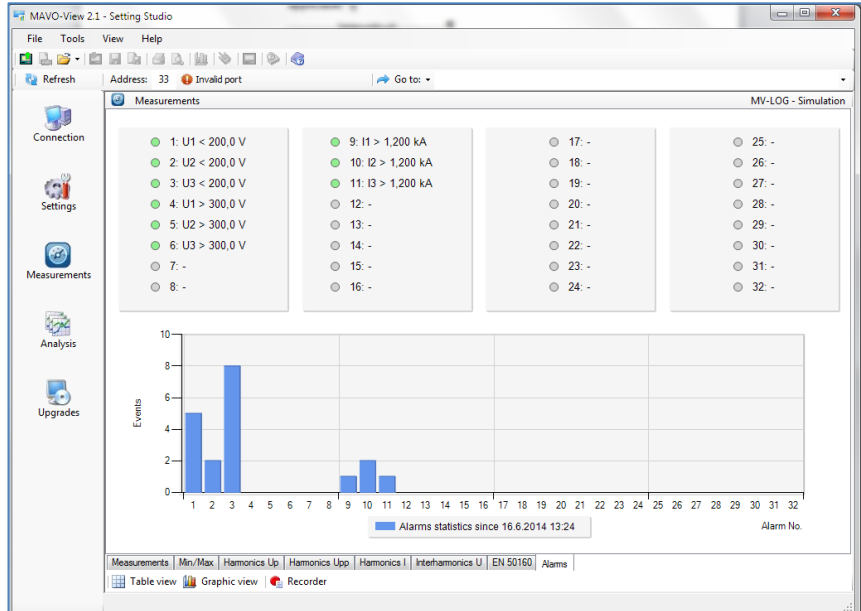 MAVO-View 2.1 - Setting Studio
File Tools View Help
Refresh Address: 33 Invalid port Go to:
Measurements MV-LOG - Simulation
Connection
Settings
Measurements
Analysis
Upgrades
1: U1 < 200,0 V
2: U2 < 200,0 V
3: U3 < 200,0 V
4: U1 > 300,0 V
5: U2 > 300,0 V
6: U3 > 300,0 V
7: -
8: -
9: I1 > 1,200 kA
10: I2 > 1,200 kA
11: I3 > 1,200 kA
12: -
13: -
14: -
15: -
16: -
17: -
18: -
19: -
20: -
21: -
22: -
23: -
24: -
25: -
26: -
27: -
28: -
29: -
30: -
31: -
32: -
10
8
6
4
2
0
Events
1 2 3 4 5 6 7 8 9 10 11 12 13 14 15 16 17 18 19 20 21 22 23 24 25 26 27 28 29 30 31 32
Alarms statistics since 16.6.2014 13:24
Alarm No.
Measurements Min/Max Harmonics Up Harmonics Upp Harmonics I Interharmonics U EN 50160 Alarms
Table view Graphic view Recorder